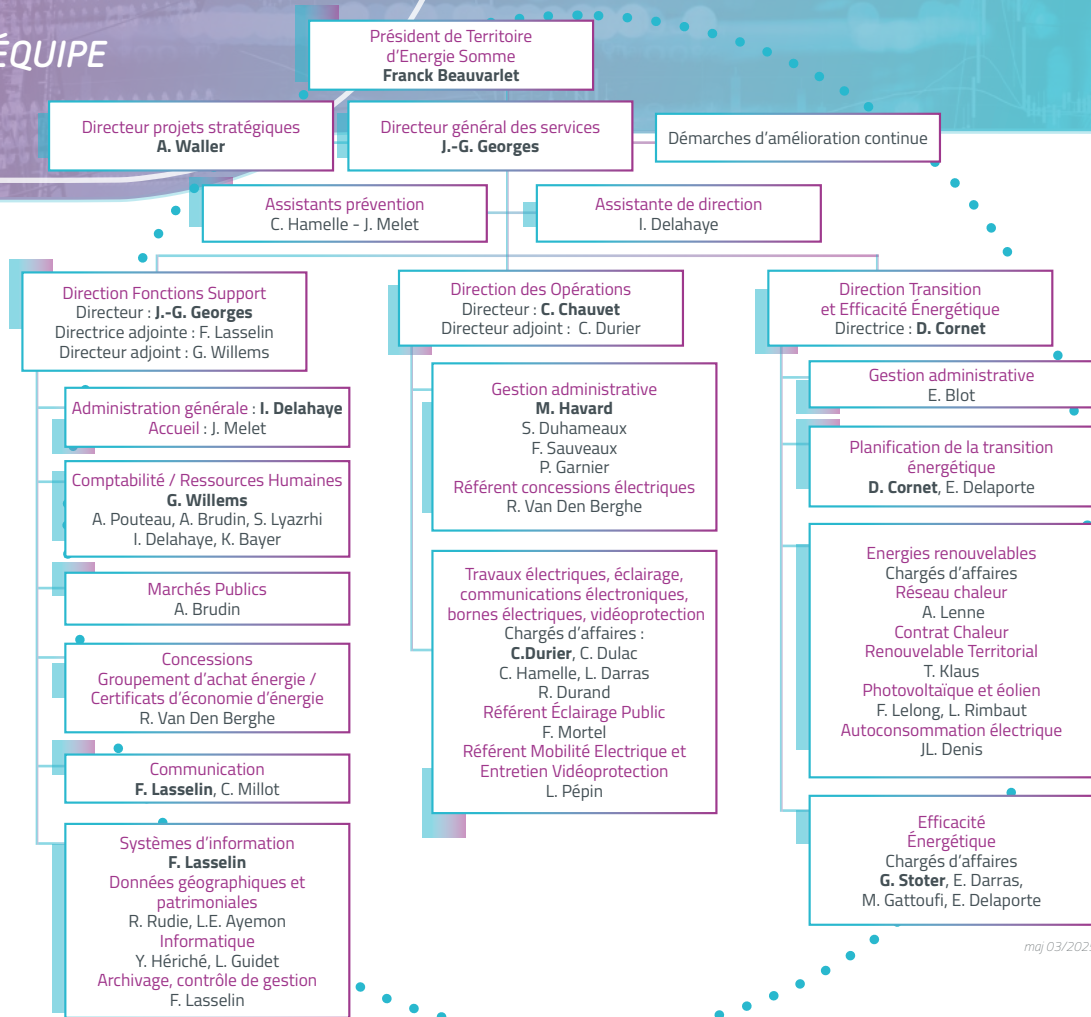 ÉQUIPE
Président de Territoire
d'Energie Somme
Franck Beauvarlet
Directeur projets stratégiques
A. Waller
Directeur général des services
J.-G. Georges
Démarches d'amélioration continue
Assistants prévention
C. Hamelle - J. Melet
Assistante de direction
I. Delahaye
Direction Fonctions Support
Directeur : J.-G. Georges
Directrice adjointe : F. Lasselin
Directeur adjoint : G. Willems
Administration générale : I. Delahaye
Accueil : J. Melet
Comptabilité / Ressources Humaines
G. Willems
A. Pouteau, A. Brudin, S. Lyazrhi
I. Delahaye, K. Bayer
Marchés Publics
A. Brudin
Concessions
Groupement d'achat énergie /
Certificats d'économie d'énergie
R. Van Den Berghe
Communication
F. Lasselin, C. Millot
Systèmes d'information
F. Lasselin
Données géographiques et
patrimoniales
R. Rudie, L.E. Ayemon
Informatique
Y. Hériché, L. Guidet
Archivage, contrôle de gestion
F. Lasselin
Direction des Opérations
Directeur : C. Chauvet
Directeur adjoint : C. Durier
Gestion administrative
M. Havard
S. Duhameaux
F. Sauveaux
P. Garnier
Référent concessions électriques
R. Van Den Berghe
Travaux électriques, éclairage,
communications électroniques,
bornes électriques, vidéoprotection
Chargés d'affaires :
C.Durier, C. Dulac
C. Hamelle, L. Darras
R. Durand
Référent Éclairage Public
F. Mortel
Référent Mobilité Electrique et
Entretien Vidéoprotection
L. Pépin
Direction Transition
et Efficacité Énergétique
Directrice : D. Cornet
Gestion administrative
E. Blot
Planification de la transition
énergétique
D. Cornet, E. Delaporte
Energies renouvelables
Chargés d'affaires
Réseau chaleur
A. Lenne
Contrat Chaleur
Renouvelable Territorial
T. Klaus
Photovoltaïque et éolien
F. Lelong, L. Rimbaut
Autoconsommation électrique
JL. Denis
Efficacité
Énergétique
Chargés d'affaires
G. Stoter, E. Darras,
M. Gattoufi, E. Delaporte
maj